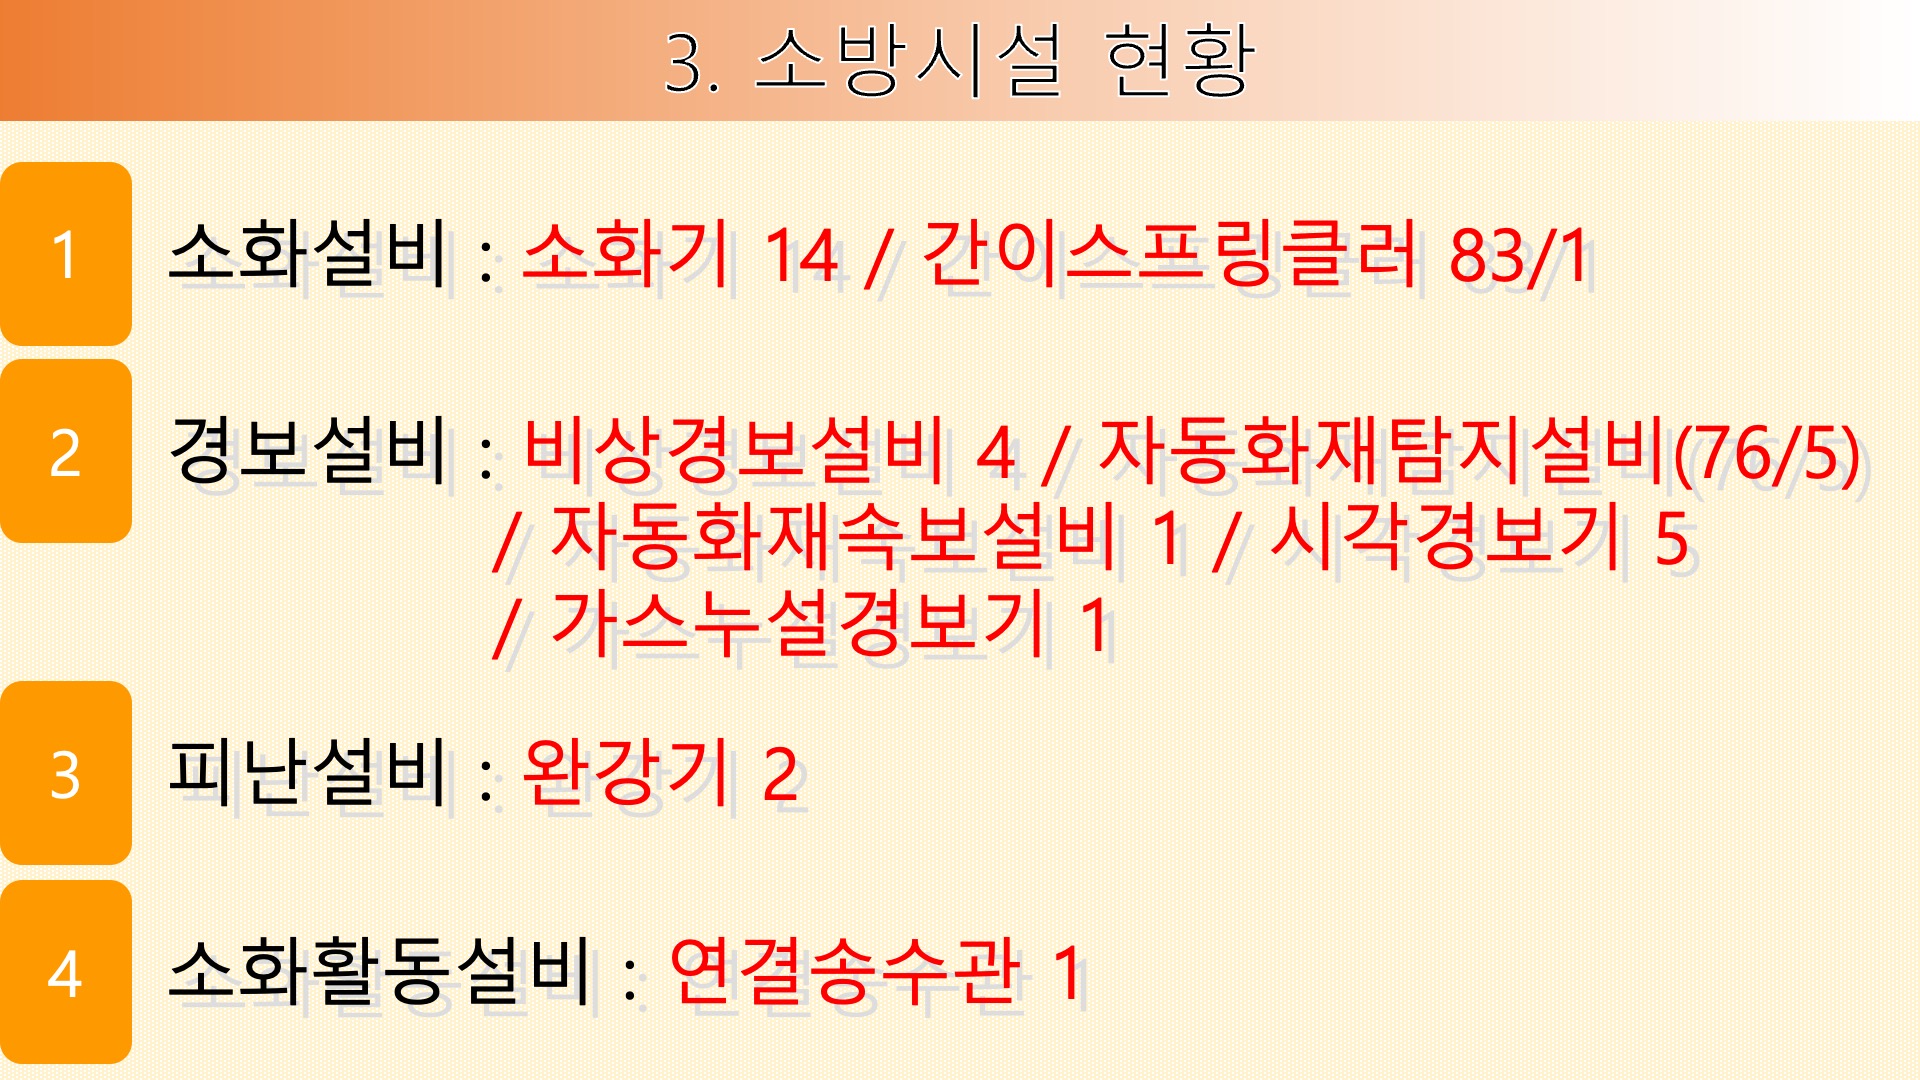 3. 소방시설 현황
1
소화설비 : 소화기 14 / 간이스프링클러 83/1
2
경보설비 : 비상경보설비 4 / 자동화재탐지설비(76/5)
/ 자동화재속보설비 1 / 시각경보기 5
/ 가스누설경보기 1
3
피난설비 : 완강기 2
4
소화활동설비 : 연결송수관 1